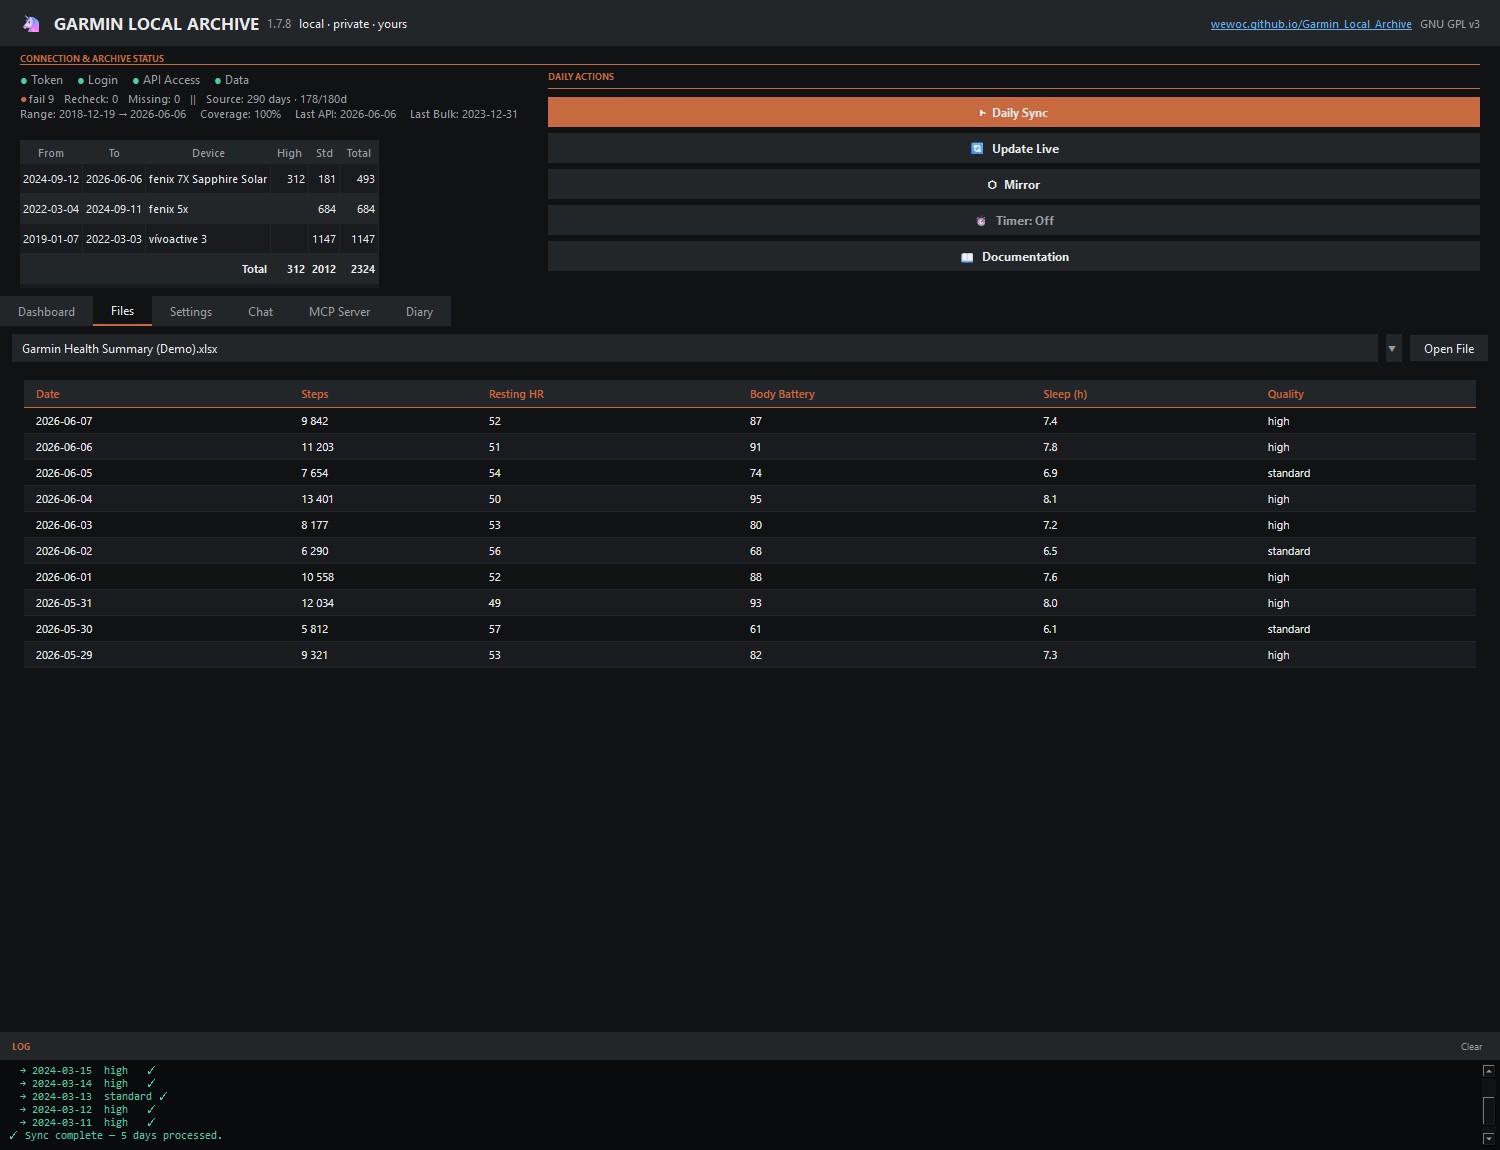 GARMIN LOCAL ARCHIVE 1.7.8 local · private · yours
wewoc.github.io/Garmin_Local_Archive GNU GPL v3
CONNECTION & ARCHIVE STATUS
● Token ● Login ● API Access ● Data
● fail 9 Recheck: 0 Missing: 0 || Source: 290 days · 178/180d
Range: 2018-12-19 → 2026-06-06 Coverage: 100% Last API: 2026-06-06 Last Bulk: 2023-12-31
From To Device High Std Total
2024-09-12 2026-06-06 fenix 7X Sapphire Solar 312 181 493
2022-03-04 2024-09-11 fenix 5x 684 684
2019-01-07 2022-03-03 vívoactive 3 1147 1147
Total 312 2012 2324
DAILY ACTIONS
Daily Sync
Update Live
Mirror
Timer: Off
Documentation
Dashboard Files Settings Chat MCP Server Diary
Garmin Health Summary (Demo).xlsx
Open File
Date Steps Resting HR Body Battery Sleep (h) Quality
2026-06-07 9 842 52 87 7.4 high
2026-06-06 11 203 51 91 7.8 high
2026-06-05 7 654 54 74 6.9 standard
2026-06-04 13 401 50 95 8.1 high
2026-06-03 8 177 53 80 7.2 high
2026-06-02 6 290 56 68 6.5 standard
2026-06-01 10 558 52 88 7.6 high
2026-05-31 12 034 49 93 8.0 high
2026-05-30 5 812 57 61 6.1 standard
2026-05-29 9 321 53 82 7.3 high
LOG
Clear
→ 2024-03-15 high ✓
→ 2024-03-14 high ✓
→ 2024-03-13 standard ✓
→ 2024-03-12 high ✓
→ 2024-03-11 high ✓
✓ Sync complete — 5 days processed.